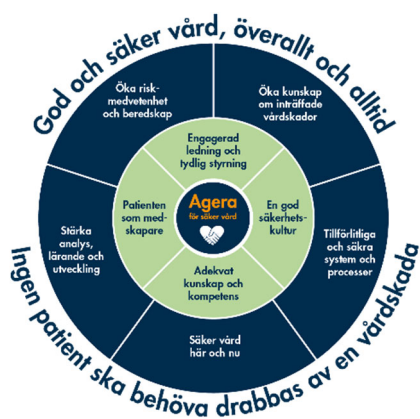 God och säker vård, överallt och alltid
Öka risk-
medvetenhet
och beredskap
Öka kunskap
om inträffade
vårdskador
Engagerad
ledning och
tydlig styrning
Patienten
som med-
skapare
Agera
för säker vård
En god
säkerhets-
kultur
Stärka
analys,
lärande och
utveckling
Tillförlitliga
och säkra
system och
processer
Adekvat
kunskap och
kompetens
Säker vård
här och nu
Ingen patient ska behöva drabbas av en vårdskada